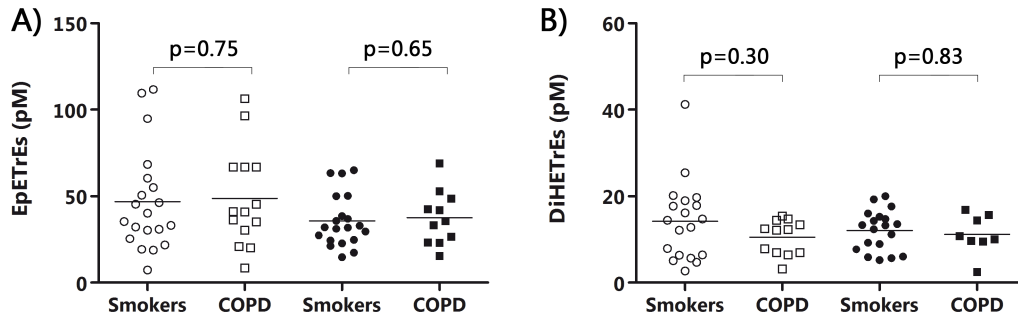 A)
EpETrEs (pM)
150
100
50
0
p=0.75
p=0.65
Smokers
COPD
Smokers
COPD
B)
DiHETrEs (pM)
60
40
20
0
p=0.30
p=0.83
Smokers
COPD
Smokers
COPD